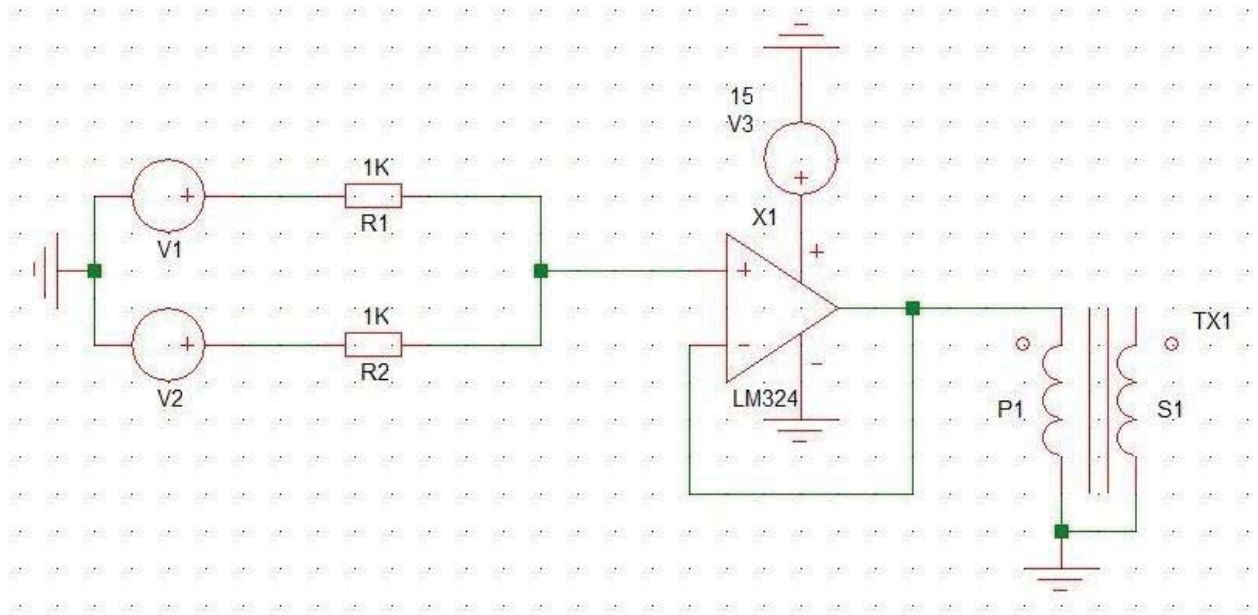 15
V3
1K
R1
V1
X1
+
+
+
+
-
-
+
1K
R2
V2
LM324
TX1
P1
S1